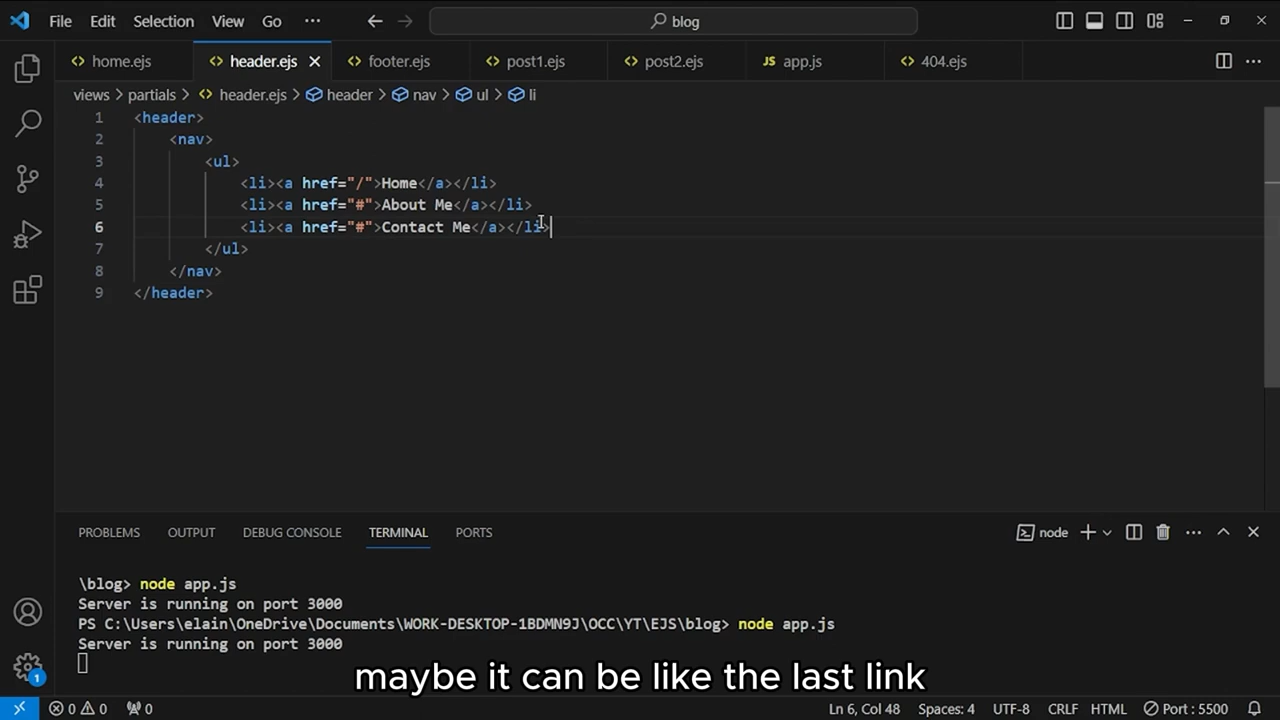 File Edit Selection View Go ··· blog
home.ejs header.ejs footer.ejs post1.ejs post2.ejs JS app.js 404.ejs
views > partials > header.ejs > header > nav > ul > li
1 <header>
2 <nav>
3 <ul>
4 <li><a href="/">Home</a></li>
5 <li><a href="#">About Me</a></li>
6 <li><a href="#">Contact Me</a></li>
7 </ul>
8 </nav>
9 </header>
PROBLEMS OUTPUT DEBUG CONSOLE TERMINAL PORTS node
\blog> node app.js
Server is running on port 3000
PS C:\Users\elain\OneDrive\Documents\WORK-DESKTOP-1BDMN9J\OCC\YT\EJS\blog> node app.js
Server is running on port 3000
maybe it can be like the last link
1
0 0 0 Ln 6, Col 48 Spaces: 4 UTF-8 CRLF HTML Port : 5500